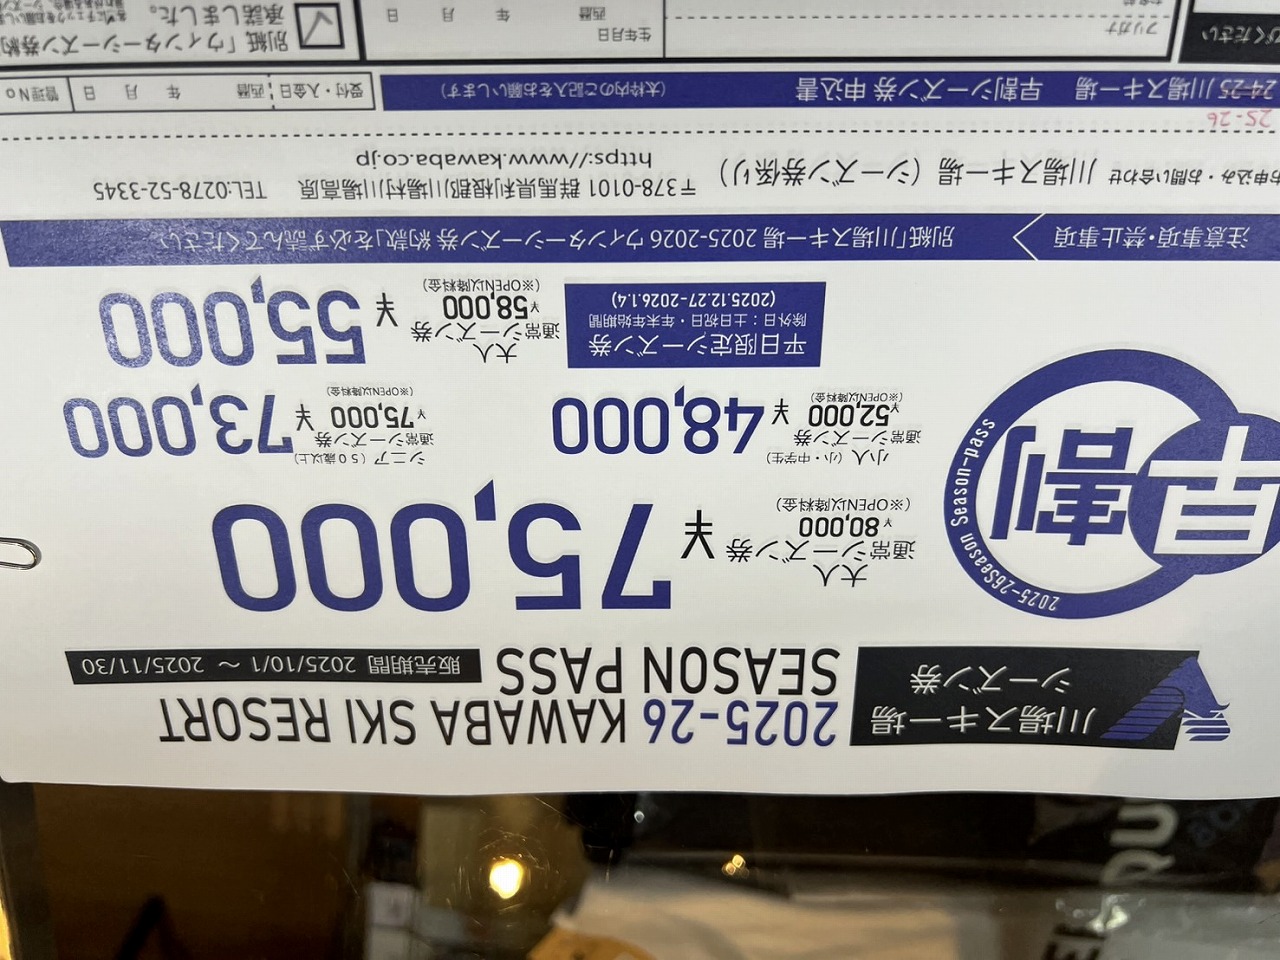 川場スキー場
シーズン券
2025-26 KAWABA SKI RESORT
SEASON PASS
販売期間 2025/10/1 ～ 2025/11/30
早割
2025-26Season Season-pass
大人
通常シーズン券
￥80,000
(※OPEN以降料金)
￥75,000
小人 (小・中学生)
通常シーズン券
￥52,000
(※OPEN以降料金)
￥48,000
シニア (50歳以上)
通常シーズン券
￥75,000
(※OPEN以降料金)
￥73,000
平日限定シーズン券
除外日：土日祝日・年末年始期間
(2025.12.27-2026.1.4)
大人
通常シーズン券
￥58,000
(※OPEN以降料金)
￥55,000
注意事項・禁止事項
別紙「川場スキー場 2025-2026 ウィンターシーズン券 約款」を必ず読んでください
お申込み・お問い合わせ 川場スキー場（シーズン券係り）
〒378-0101 群馬県利根郡川場村川場高原 TEL:0278-52-3345
https://www.kawaba.co.jp
25-26
24-25 川場スキー場 早割シーズン券 申込書 (太枠内のご記入をお願いします)
受付・入金日 西暦 年 月 日 管理No
ください
フリガナ
生年月日
西暦 年 月 日
別紙「ウィンターシーズン券約
承諾しました。